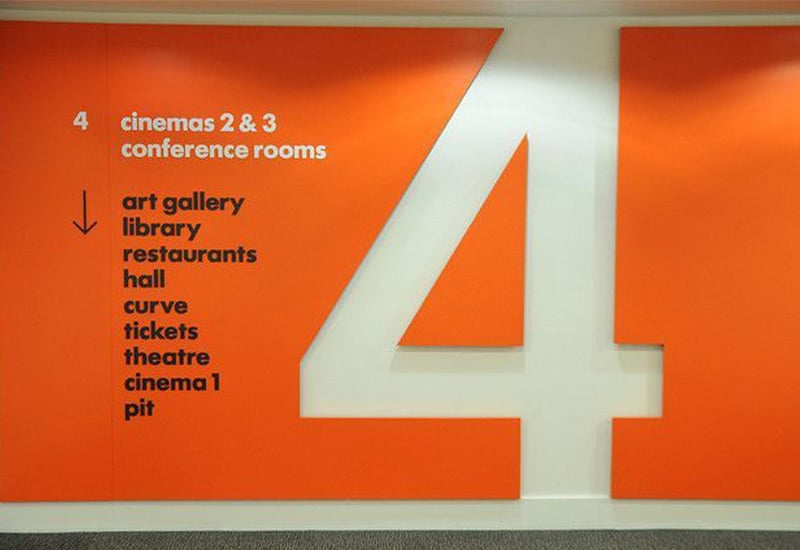 4 cinemas 2 & 3
conference rooms
↓ art gallery
library
restaurants
hall
curve
tickets
theatre
cinema 1
pit
4